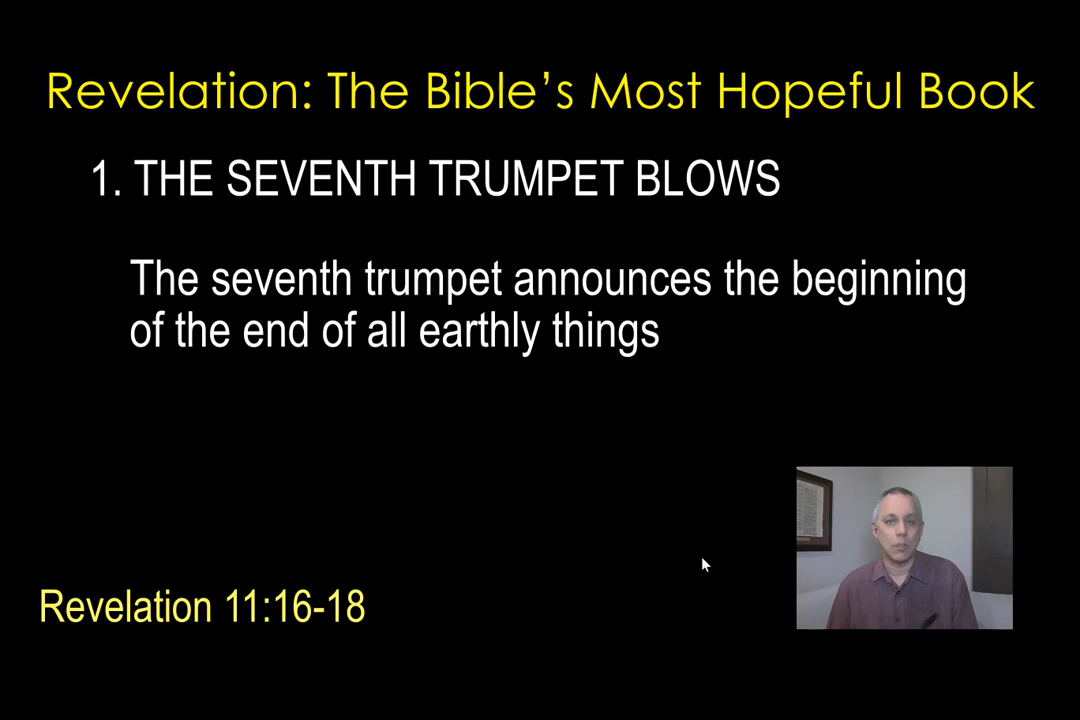 Revelation: The Bible’s Most Hopeful Book
1. THE SEVENTH TRUMPET BLOWS
The seventh trumpet announces the beginning
of the end of all earthly things
Revelation 11:16-18